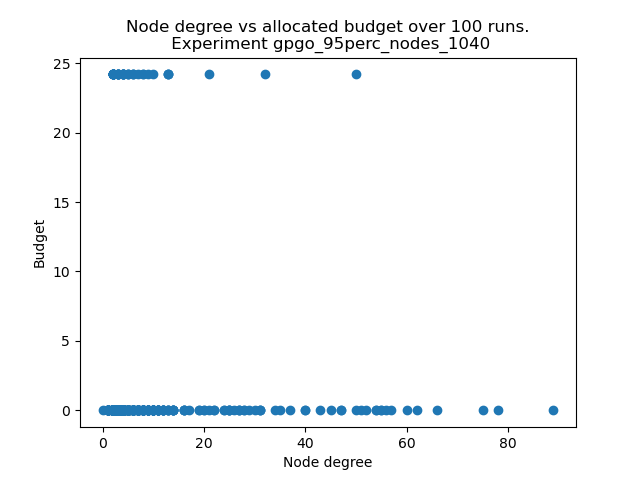 Node degree vs allocated budget over 100 runs.
Experiment gpgo_95perc_nodes_1040
25
20
15
10
5
0
Budget
0 20 40 60 80
Node degree